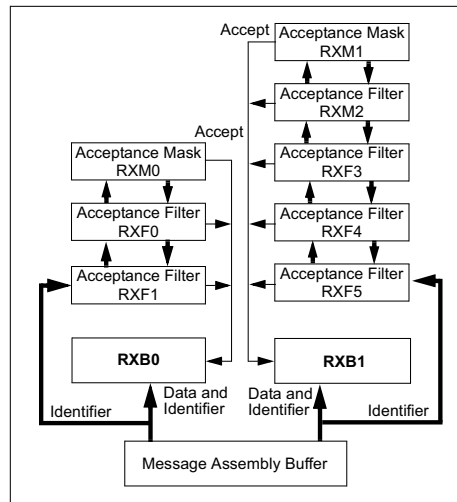 Accept
Acceptance Mask
RXM1
Acceptance Filter
RXM2
Accept
Acceptance Mask
RXM0
Acceptance Filter
RXF3
Acceptance Filter
RXF0
Acceptance Filter
RXF4
Acceptance Filter
RXF1
Acceptance Filter
RXF5
RXB0
RXB1
Identifier
Data and
Identifier
Data and
Identifier
Identifier
Message Assembly Buffer